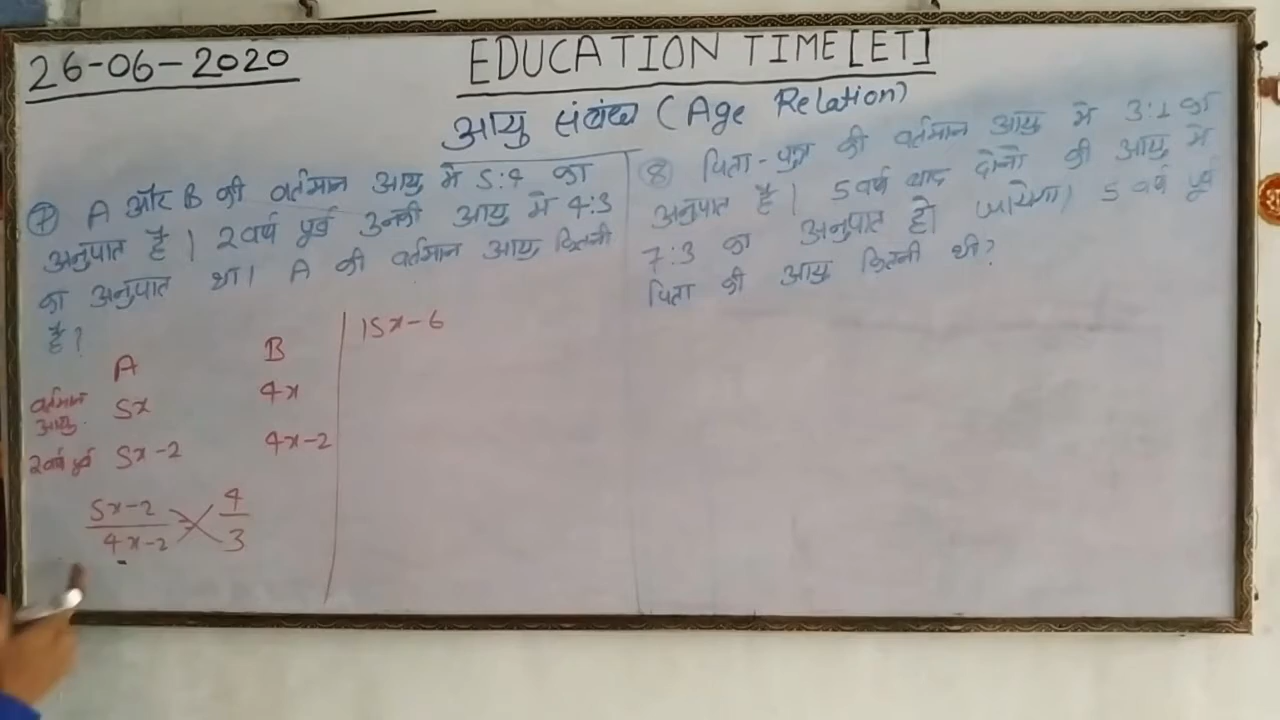 26-06-2020
EDUCATION TIME [ET]
आयु संबंध (Age Relation)
7 A और B की वर्तमान आयु मे 5:4 का
अनुपात है। 2 वर्ष पूर्व उनकी आयु मे 4:3
का अनुपात था। A की वर्तमान आयु कितनी
है?
A B
वर्तमान आयु 5x 4x
2 वर्ष पूर्व 5x-2 4x-2
5x-2 4
4x-2 3
15x-6
8 पिता-पुत्र की वर्तमान आयु मे 3:1 का
अनुपात है। 5 वर्ष बाद दोनो की आयु मे
7:3 का अनुपात हो जायेगा। 5 वर्ष पूर्व
पिता की आयु कितनी थी?